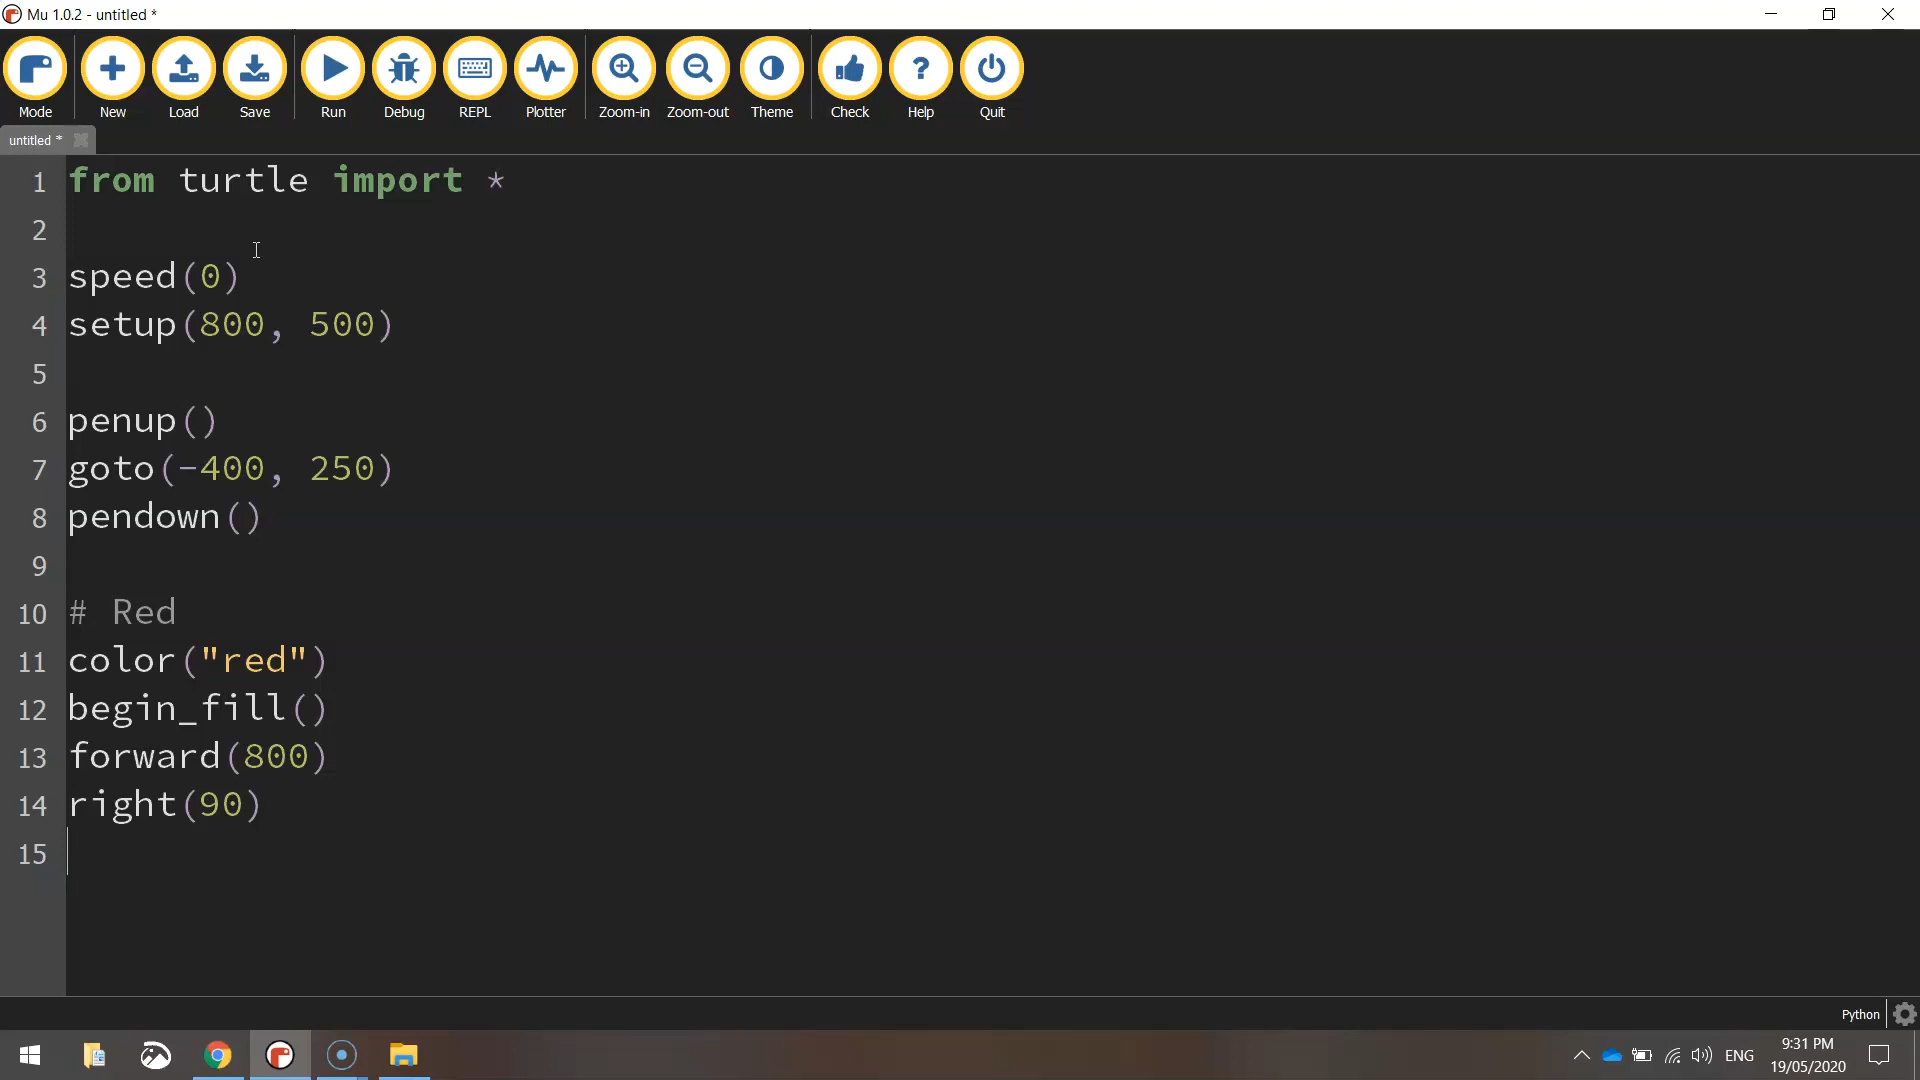 Mu 1.0.2 - untitled *
Mode New Load Save Run Debug REPL Plotter Zoom-in Zoom-out Theme Check Help Quit
untitled *
1 from turtle import *
2
3 speed(0)
4 setup(800, 500)
5
6 penup()
7 goto(-400, 250)
8 pendown()
9
10 # Red
11 color("red")
12 begin_fill()
13 forward(800)
14 right(90)
15
Python
ENG
9:31 PM
19/05/2020